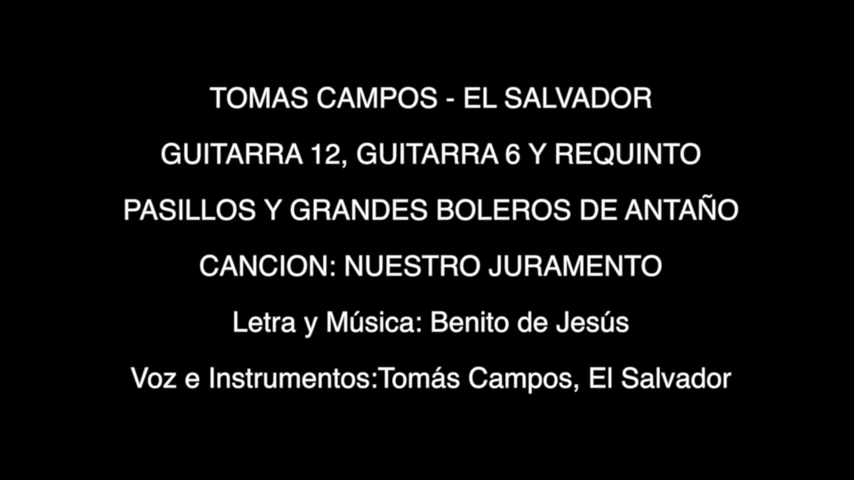 TOMAS CAMPOS - EL SALVADOR
GUITARRA 12, GUITARRA 6 Y REQUINTO
PASILLOS Y GRANDES BOLEROS DE ANTAÑO
CANCION: NUESTRO JURAMENTO
Letra y Música: Benito de Jesús
Voz e Instrumentos:Tomás Campos, El Salvador